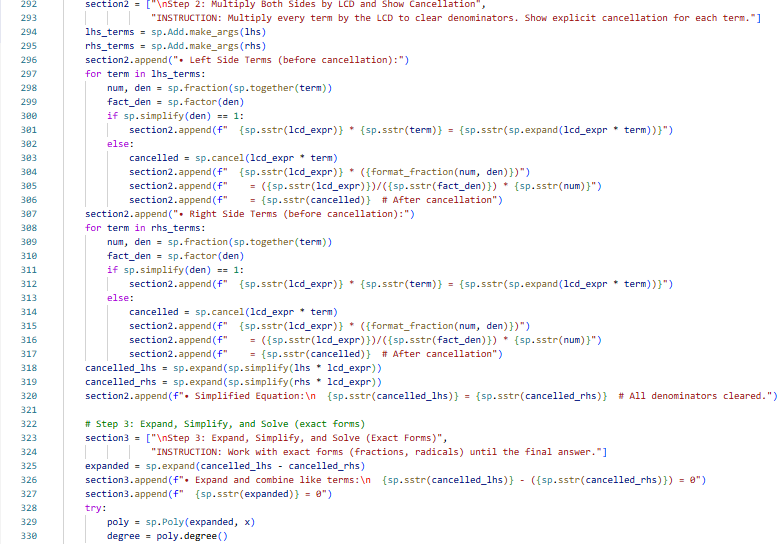 292 section2 = ["\nStep 2: Multiply Both Sides by LCD and Show Cancellation",
293 "INSTRUCTION: Multiply every term by the LCD to clear denominators. Show explicit cancellation for each term."]
294 lhs_terms = sp.Add.make_args(lhs)
295 rhs_terms = sp.Add.make_args(rhs)
296 section2.append("• Left Side Terms (before cancellation):")
297 for term in lhs_terms:
298 num, den = sp.fraction(sp.together(term))
299 fact_den = sp.factor(den)
300 if sp.simplify(den) == 1:
301 section2.append(f"  {sp.sstr(lcd_expr)} * {sp.sstr(term)} = {sp.sstr(sp.expand(lcd_expr * term))}")
302 else:
303 cancelled = sp.cancel(lcd_expr * term)
304 section2.append(f"  {sp.sstr(lcd_expr)} * ({format_fraction(num, den)})")
305 section2.append(f"    = ({sp.sstr(lcd_expr)})/({sp.sstr(fact_den)}) * {sp.sstr(num)}")
306 section2.append(f"    = {sp.sstr(cancelled)}  # After cancellation")
307 section2.append("• Right Side Terms (before cancellation):")
308 for term in rhs_terms:
309 num, den = sp.fraction(sp.together(term))
310 fact_den = sp.factor(den)
311 if sp.simplify(den) == 1:
312 section2.append(f"  {sp.sstr(lcd_expr)} * {sp.sstr(term)} = {sp.sstr(sp.expand(lcd_expr * term))}")
313 else:
314 cancelled = sp.cancel(lcd_expr * term)
315 section2.append(f"  {sp.sstr(lcd_expr)} * ({format_fraction(num, den)})")
316 section2.append(f"    = ({sp.sstr(lcd_expr)})/({sp.sstr(fact_den)}) * {sp.sstr(num)}")
317 section2.append(f"    = {sp.sstr(cancelled)}  # After cancellation")
318 cancelled_lhs = sp.expand(sp.simplify(lhs * lcd_expr))
319 cancelled_rhs = sp.expand(sp.simplify(rhs * lcd_expr))
320 section2.append(f"• Simplified Equation:\n  {sp.sstr(cancelled_lhs)} = {sp.sstr(cancelled_rhs)}  # All denominators cleared.")
321
322 # Step 3: Expand, Simplify, and Solve (exact forms)
323 section3 = ["\nStep 3: Expand, Simplify, and Solve (Exact Forms)",
324 "INSTRUCTION: Work with exact forms (fractions, radicals) until the final answer."]
325 expanded = sp.expand(cancelled_lhs - cancelled_rhs)
326 section3.append(f"• Expand and combine like terms:\n  {sp.sstr(cancelled_lhs)} - ({sp.sstr(cancelled_rhs)}) = 0")
327 section3.append(f"  {sp.sstr(expanded)} = 0")
328 try:
329 poly = sp.Poly(expanded, x)
330 degree = poly.degree()